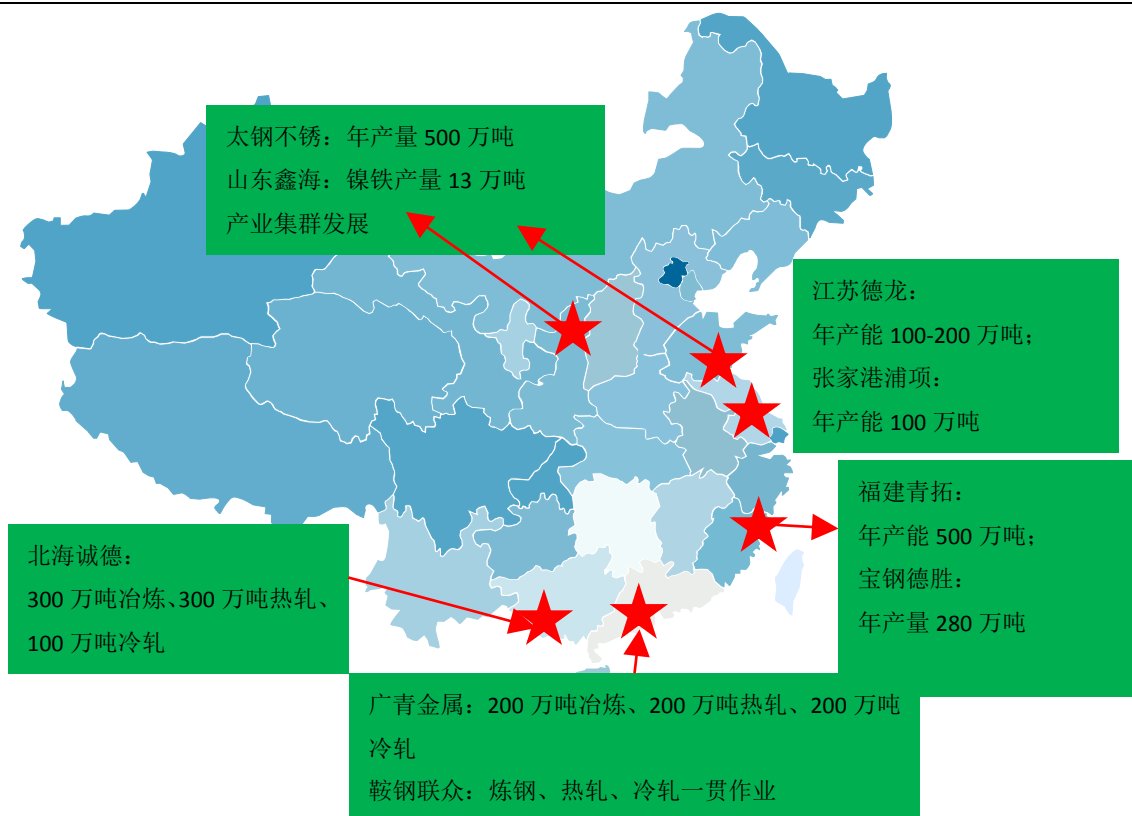 太钢不锈：年产量 500 万吨
山东鑫海：镍铁产量 13 万吨
产业集群发展
江苏德龙：
年产能 100-200 万吨；
张家港浦项：
年产能 100 万吨
福建青拓：
年产能 500 万吨；
宝钢德胜：
年产量 280 万吨
北海诚德：
300 万吨冶炼、300 万吨热轧、
100 万吨冷轧
广青金属：200 万吨冶炼、200 万吨热轧、200 万吨
冷轧
鞍钢联众：炼钢、热轧、冷轧一贯作业